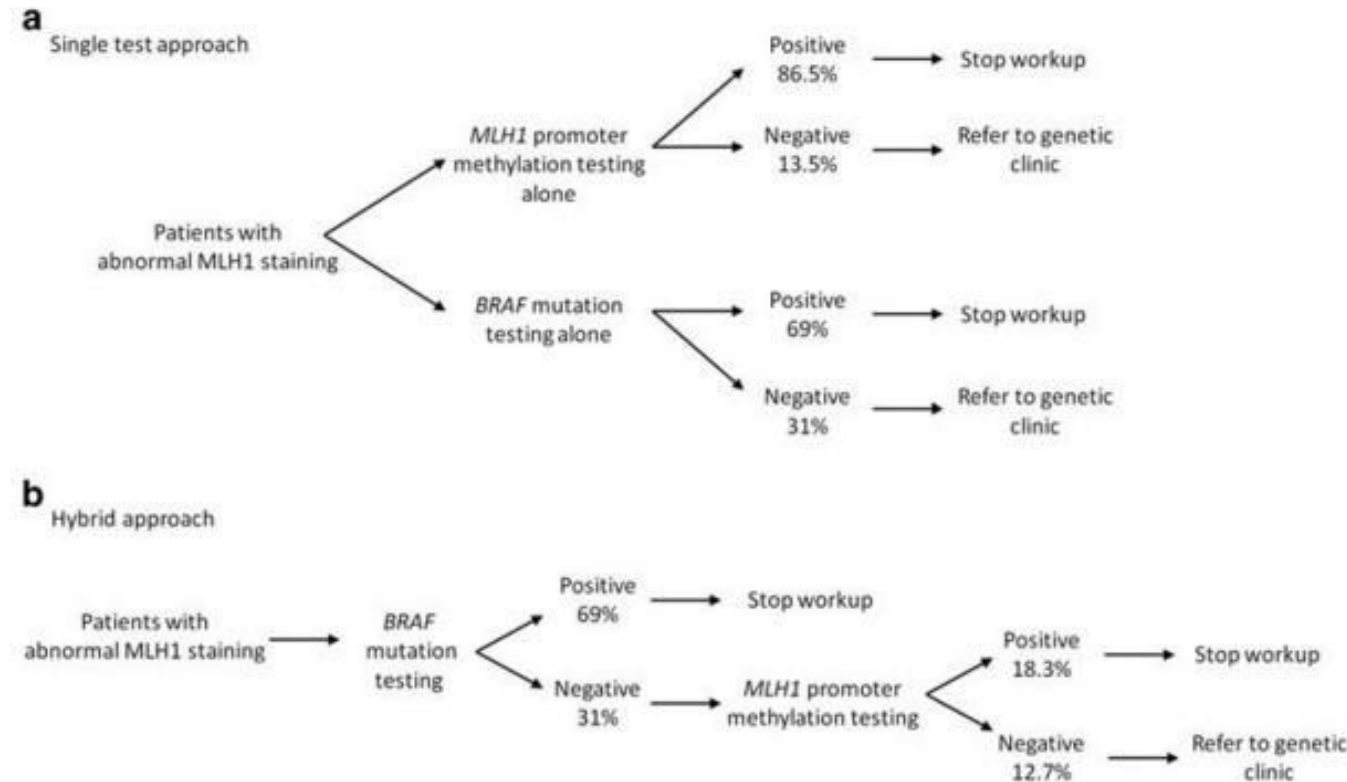 a
Single test approach
Patients with
abnormal MLH1 staining
MLH1 promoter
methylation testing
alone
Positive
86.5%
Stop workup
Negative
13.5%
Refer to genetic
clinic
BRAF mutation
testing alone
Positive
69%
Stop workup
Negative
31%
Refer to genetic
clinic
b
Hybrid approach
Patients with
abnormal MLH1 staining
BRAF
mutation
testing
Positive
69%
Stop workup
Negative
31%
MLH1 promoter
methylation testing
Positive
18.3%
Stop workup
Negative
12.7%
Refer to genetic
clinic